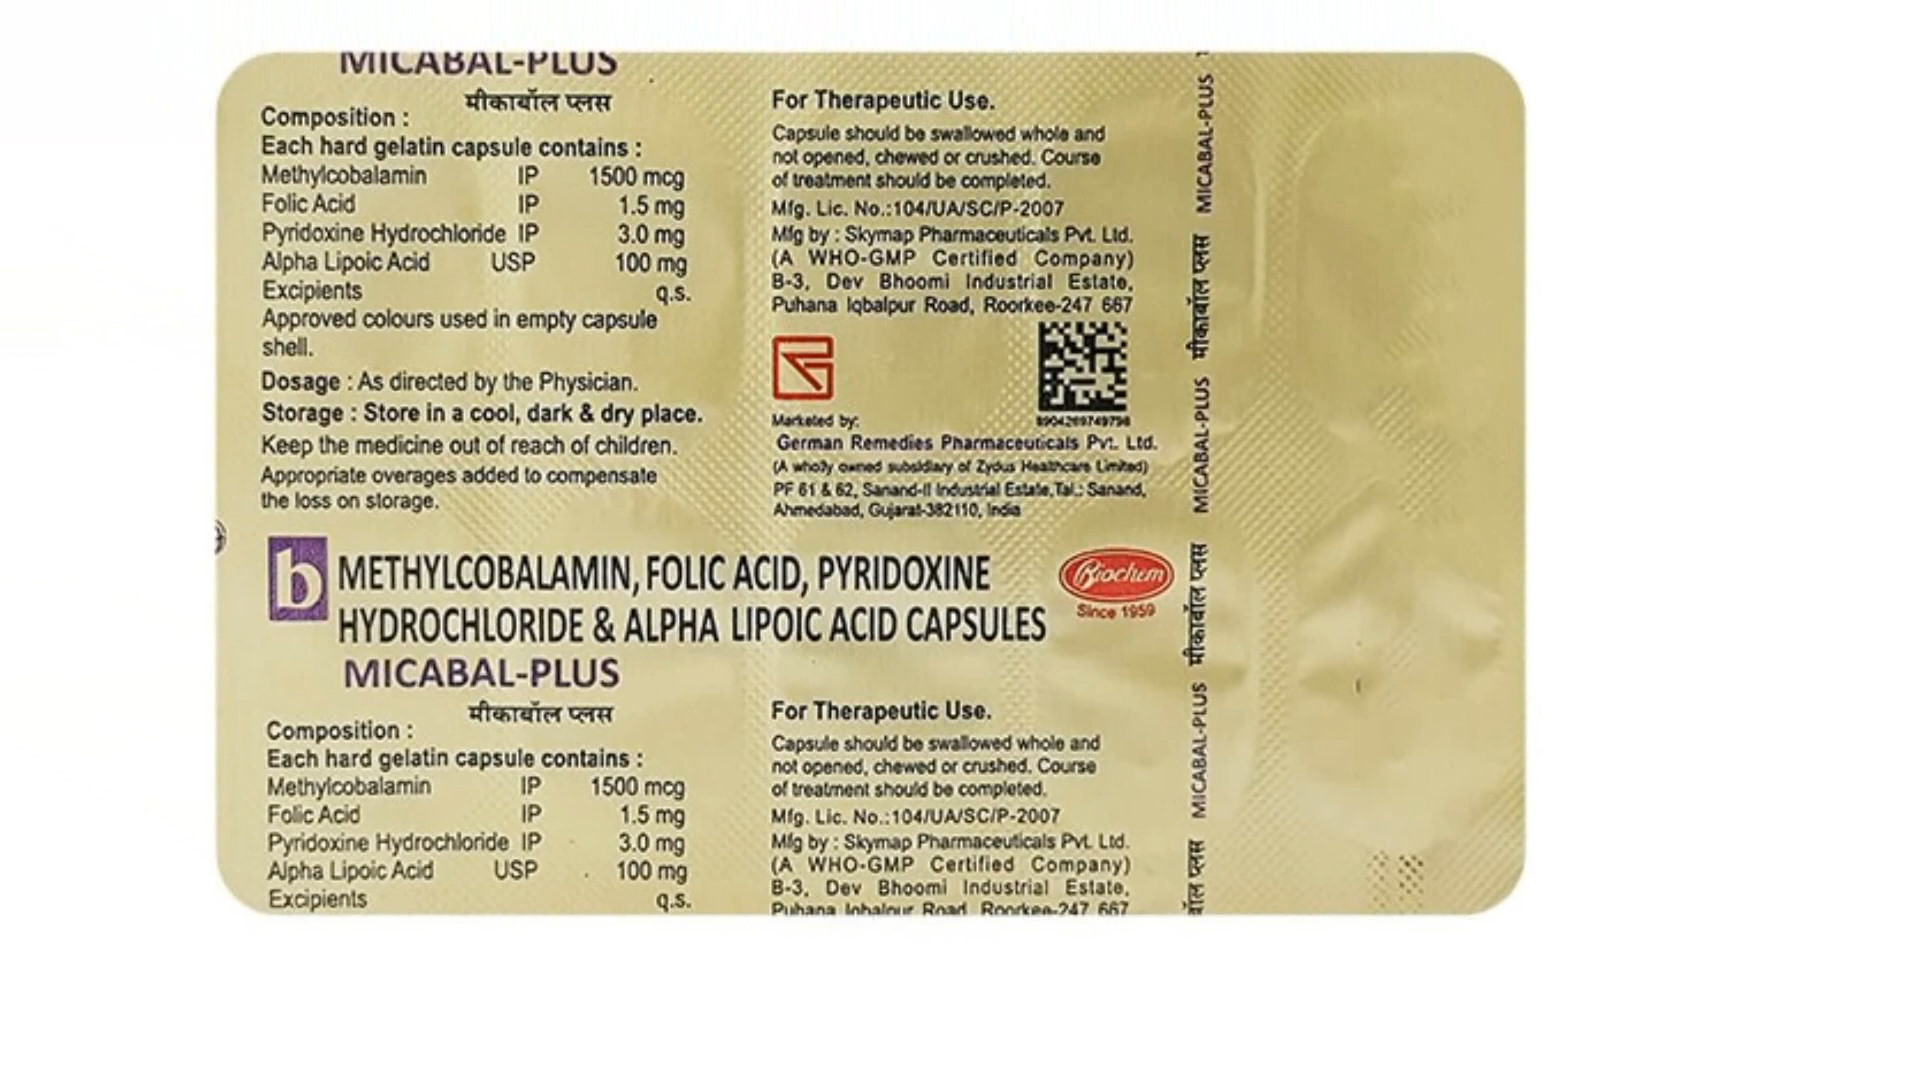 MICABAL-PLUS
मीकाबॉल प्लस
Composition :
Each hard gelatin capsule contains :
Methylcobalamin IP 1500 mcg
Folic Acid IP 1.5 mg
Pyridoxine Hydrochloride IP 3.0 mg
Alpha Lipoic Acid USP 100 mg
Excipients q.s.
Approved colours used in empty capsule
shell.
Dosage : As directed by the Physician.
Storage : Store in a cool, dark & dry place.
Keep the medicine out of reach of children.
Appropriate overages added to compensate
the loss on storage.
For Therapeutic Use.
Capsule should be swallowed whole and
not opened, chewed or crushed. Course
of treatment should be completed.
Mfg. Lic. No.:104/UA/SC/P-2007
Mfg by : Skymap Pharmaceuticals Pvt. Ltd.
(A WHO-GMP Certified Company)
B-3, Dev Bhoomi Industrial Estate,
Puhana Iqbalpur Road, Roorkee-247 667
Marketed by:
German Remedies Pharmaceuticals Pvt. Ltd.
(A wholly owned subsidiary of Zydus Healthcare Limited)
PF 61 & 62, Sanand-II Industrial Estate,Tal.: Sanand,
Ahmedabad, Gujarat-382110, India
b
METHYLCOBALAMIN, FOLIC ACID, PYRIDOXINE
HYDROCHLORIDE & ALPHA LIPOIC ACID CAPSULES
Biochem
Since 1959
MICABAL-PLUS
मीकाबॉल प्लस
Composition :
Each hard gelatin capsule contains :
Methylcobalamin IP 1500 mcg
Folic Acid IP 1.5 mg
Pyridoxine Hydrochloride IP 3.0 mg
Alpha Lipoic Acid USP 100 mg
Excipients q.s.
For Therapeutic Use.
Capsule should be swallowed whole and
not opened, chewed or crushed. Course
of treatment should be completed.
Mfg. Lic. No.:104/UA/SC/P-2007
Mfg by : Skymap Pharmaceuticals Pvt. Ltd.
(A WHO-GMP Certified Company)
B-3, Dev Bhoomi Industrial Estate,
Puhana Iqbalpur Road, Roorkee-247 667
बॉल प्लस MICABAL-PLUS मीकाबॉल प्लस MICABAL-PLUS मीकाबॉल प्लस MICABAL-PLUS